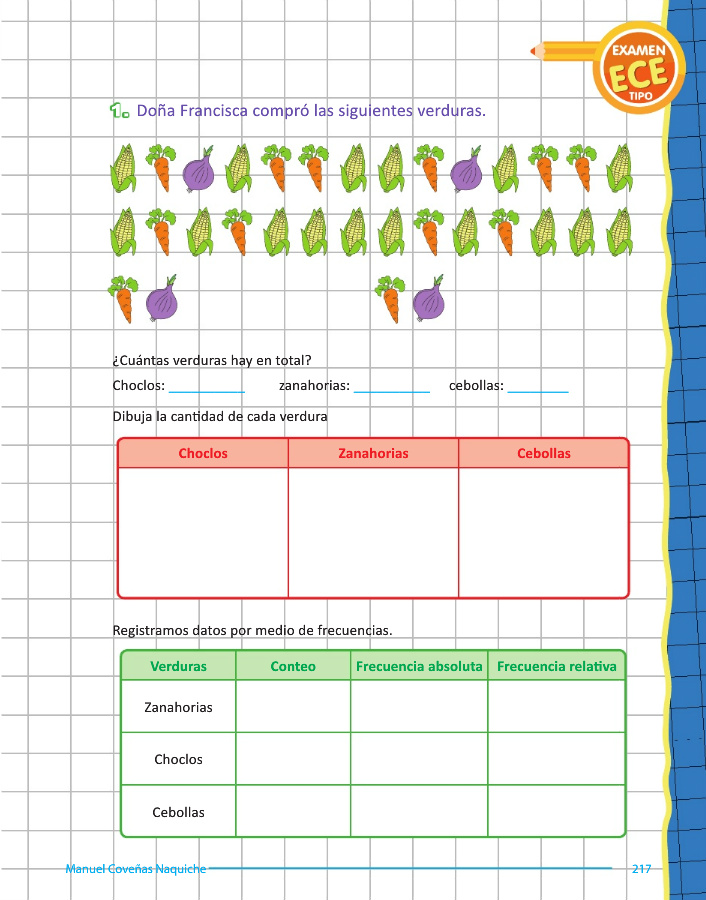 EXAMEN
ECE
TIPO
1. Doña Francisca compró las siguientes verduras.
¿Cuántas verduras hay en total?
Choclos: __________ zanahorias: __________ cebollas: ________
Dibuja la cantidad de cada verdura
Choclos Zanahorias Cebollas
Registramos datos por medio de frecuencias.
Verduras Conteo Frecuencia absoluta Frecuencia relativa
Zanahorias
Choclos
Cebollas
Manuel Coveñas Naquiche 217